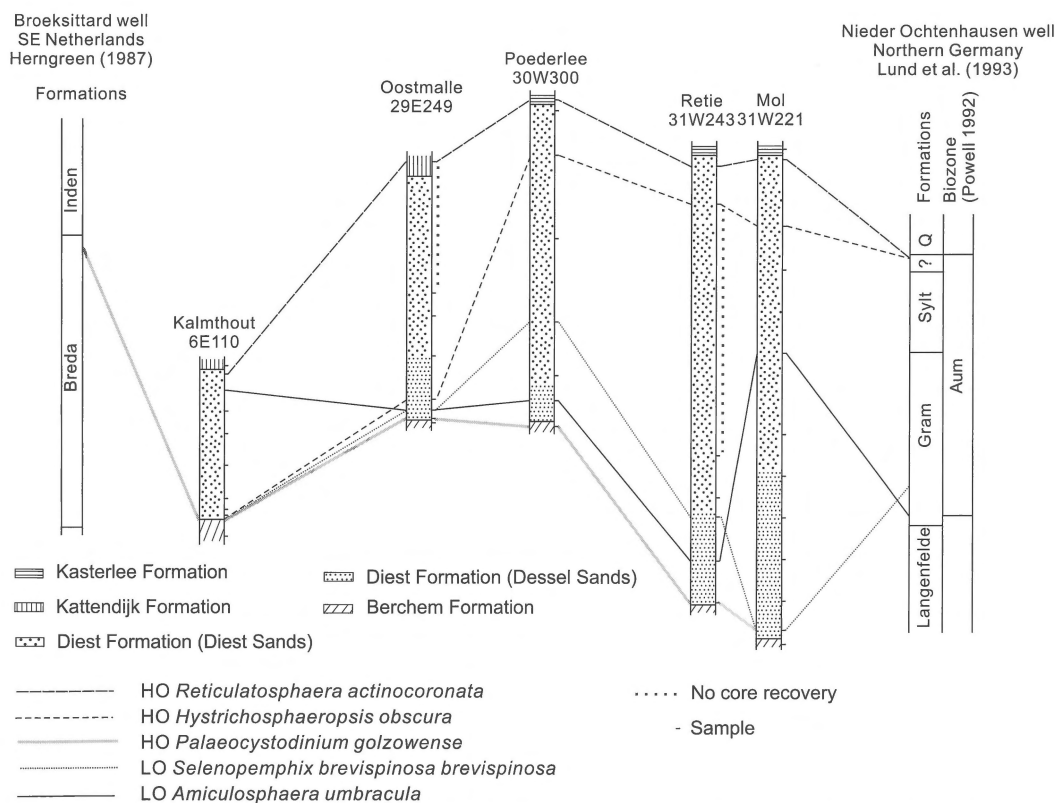 Broeksittard well
SE Netherlands
Herngreen (1987)
Formations
Inden
Breda
Kalmthout
6E110
Oostmalle
29E249
Poederlee
30W300
Retie
31W243
Mol
31W221
Nieder Ochtenhausen well
Northern Germany
Lund et al. (1993)
Formations
Biozone
(Powell 1992)
Q
?
Sylt
Gram
Langenfelde
Aum
Kasterlee Formation
Kattendijk Formation
Diest Formation (Diest Sands)
Diest Formation (Dessel Sands)
Berchem Formation
HO Reticulatosphaera actinocoronata
HO Hystrichosphaeropsis obscura
HO Palaeocystodinium golzowense
LO Selenopemphix brevispinosa brevispinosa
LO Amiculosphaera umbracula
No core recovery
- Sample